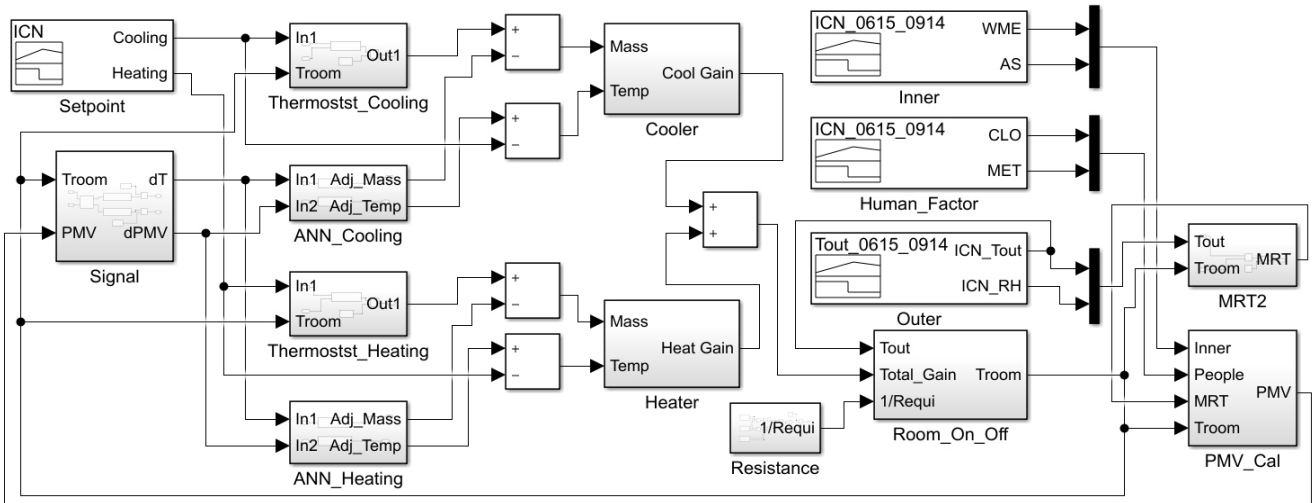 ICN
Cooling
Heating
Setpoint
In1
Troom
Out1
Thermostst_Cooling
+
−
+
−
Mass
Temp
Cool Gain
Cooler
ICN_0615_0914
WME
AS
Inner
ICN_0615_0914
CLO
MET
Human_Factor
Troom
PMV
dT
dPMV
Signal
In1
In2
Adj_Mass
Adj_Temp
ANN_Cooling
+
+
Tout_0615_0914
ICN_Tout
ICN_RH
Outer
Tout
Troom
MRT
MRT2
In1
Troom
Out1
Thermostst_Heating
+
−
+
−
Mass
Temp
Heat Gain
Heater
Tout
Total_Gain
1/Requi
Troom
Room_On_Off
Inner
People
MRT
Troom
PMV
PMV_Cal
In1
In2
Adj_Mass
Adj_Temp
ANN_Heating
1/Requi
Resistance